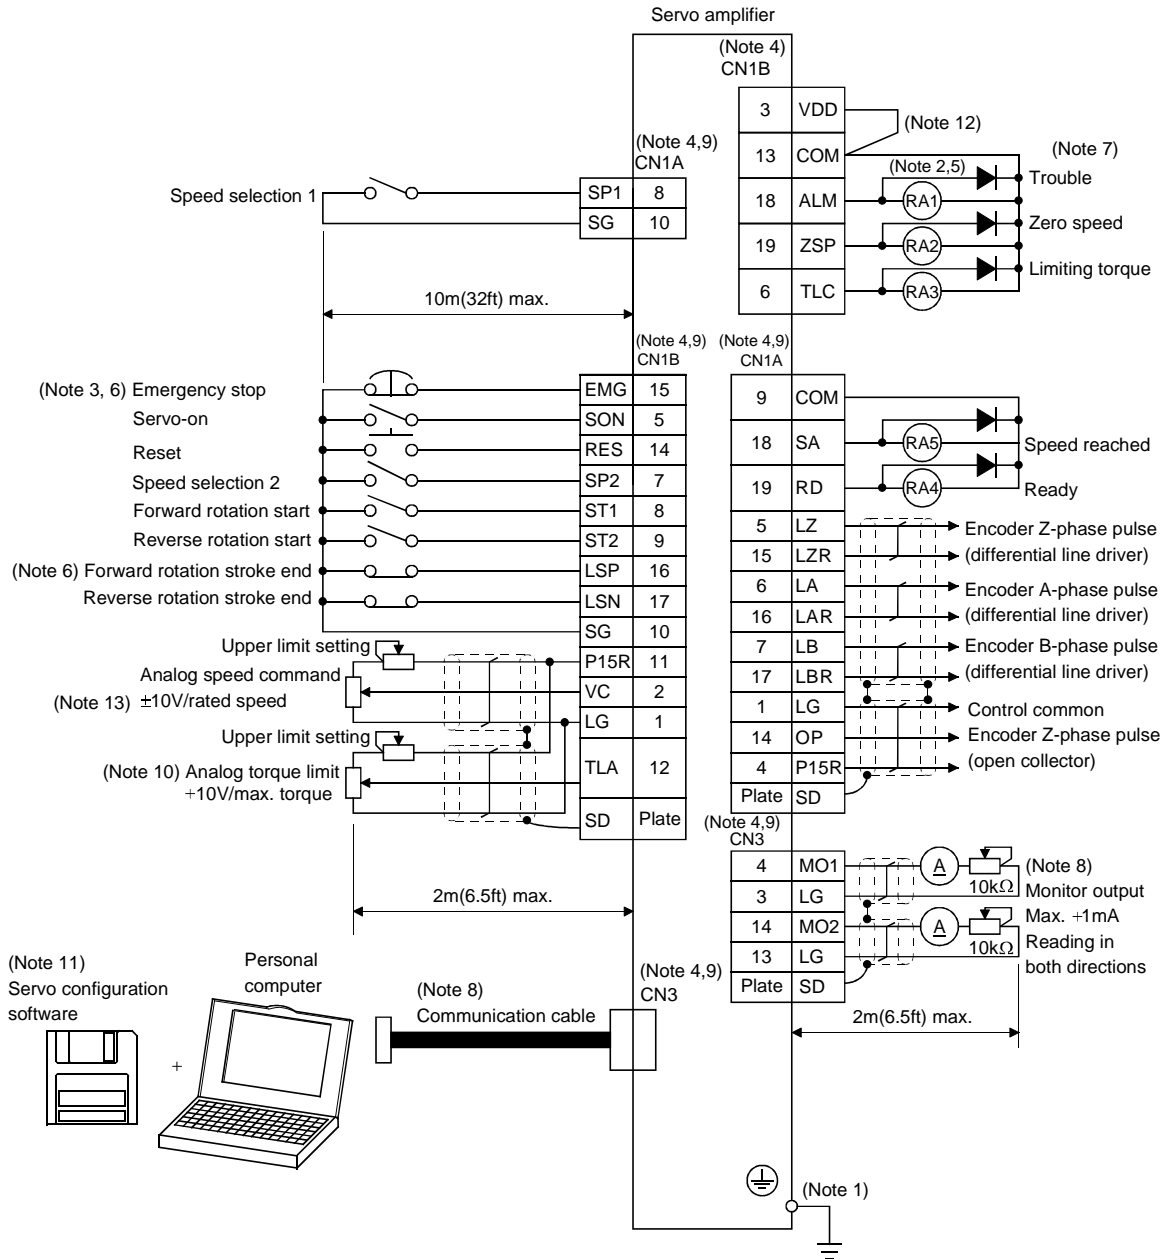 Servo amplifier
(Note 4)
CN1B
3 VDD
(Note 12)
13 COM
(Note 7)
(Note 2,5)
Trouble
18 ALM RA1
Zero speed
19 ZSP RA2
Limiting torque
6 TLC RA3
(Note 4,9)
CN1A
Speed selection 1 SP1 8
SG 10
10m(32ft) max.
(Note 4,9)
CN1B
(Note 3, 6) Emergency stop EMG 15
Servo-on SON 5
Reset RES 14
Speed selection 2 SP2 7
Forward rotation start ST1 8
Reverse rotation start ST2 9
(Note 6) Forward rotation stroke end LSP 16
Reverse rotation stroke end LSN 17
SG 10
Upper limit setting
P15R 11
Analog speed command
VC 2
(Note 13) ±10V/rated speed
LG 1
Upper limit setting
(Note 10) Analog torque limit
TLA 12
+10V/max. torque
SD Plate
2m(6.5ft) max.
(Note 4,9)
CN1A
9 COM
18 SA RA5 Speed reached
19 RD RA4 Ready
5 LZ Encoder Z-phase pulse
15 LZR (differential line driver)
6 LA Encoder A-phase pulse
16 LAR (differential line driver)
7 LB Encoder B-phase pulse
17 LBR (differential line driver)
1 LG Control common
14 OP Encoder Z-phase pulse
4 P15R (open collector)
Plate SD
(Note 4,9)
CN3
4 MO1 A 10kΩ (Note 8)
3 LG Monitor output
14 MO2 A 10kΩ Max. +1mA
13 LG Reading in
both directions
Plate SD
2m(6.5ft) max.
(Note 11)
Servo configuration
software
+
Personal
computer
(Note 8)
Communication cable
(Note 4,9)
CN3
(Note 1)